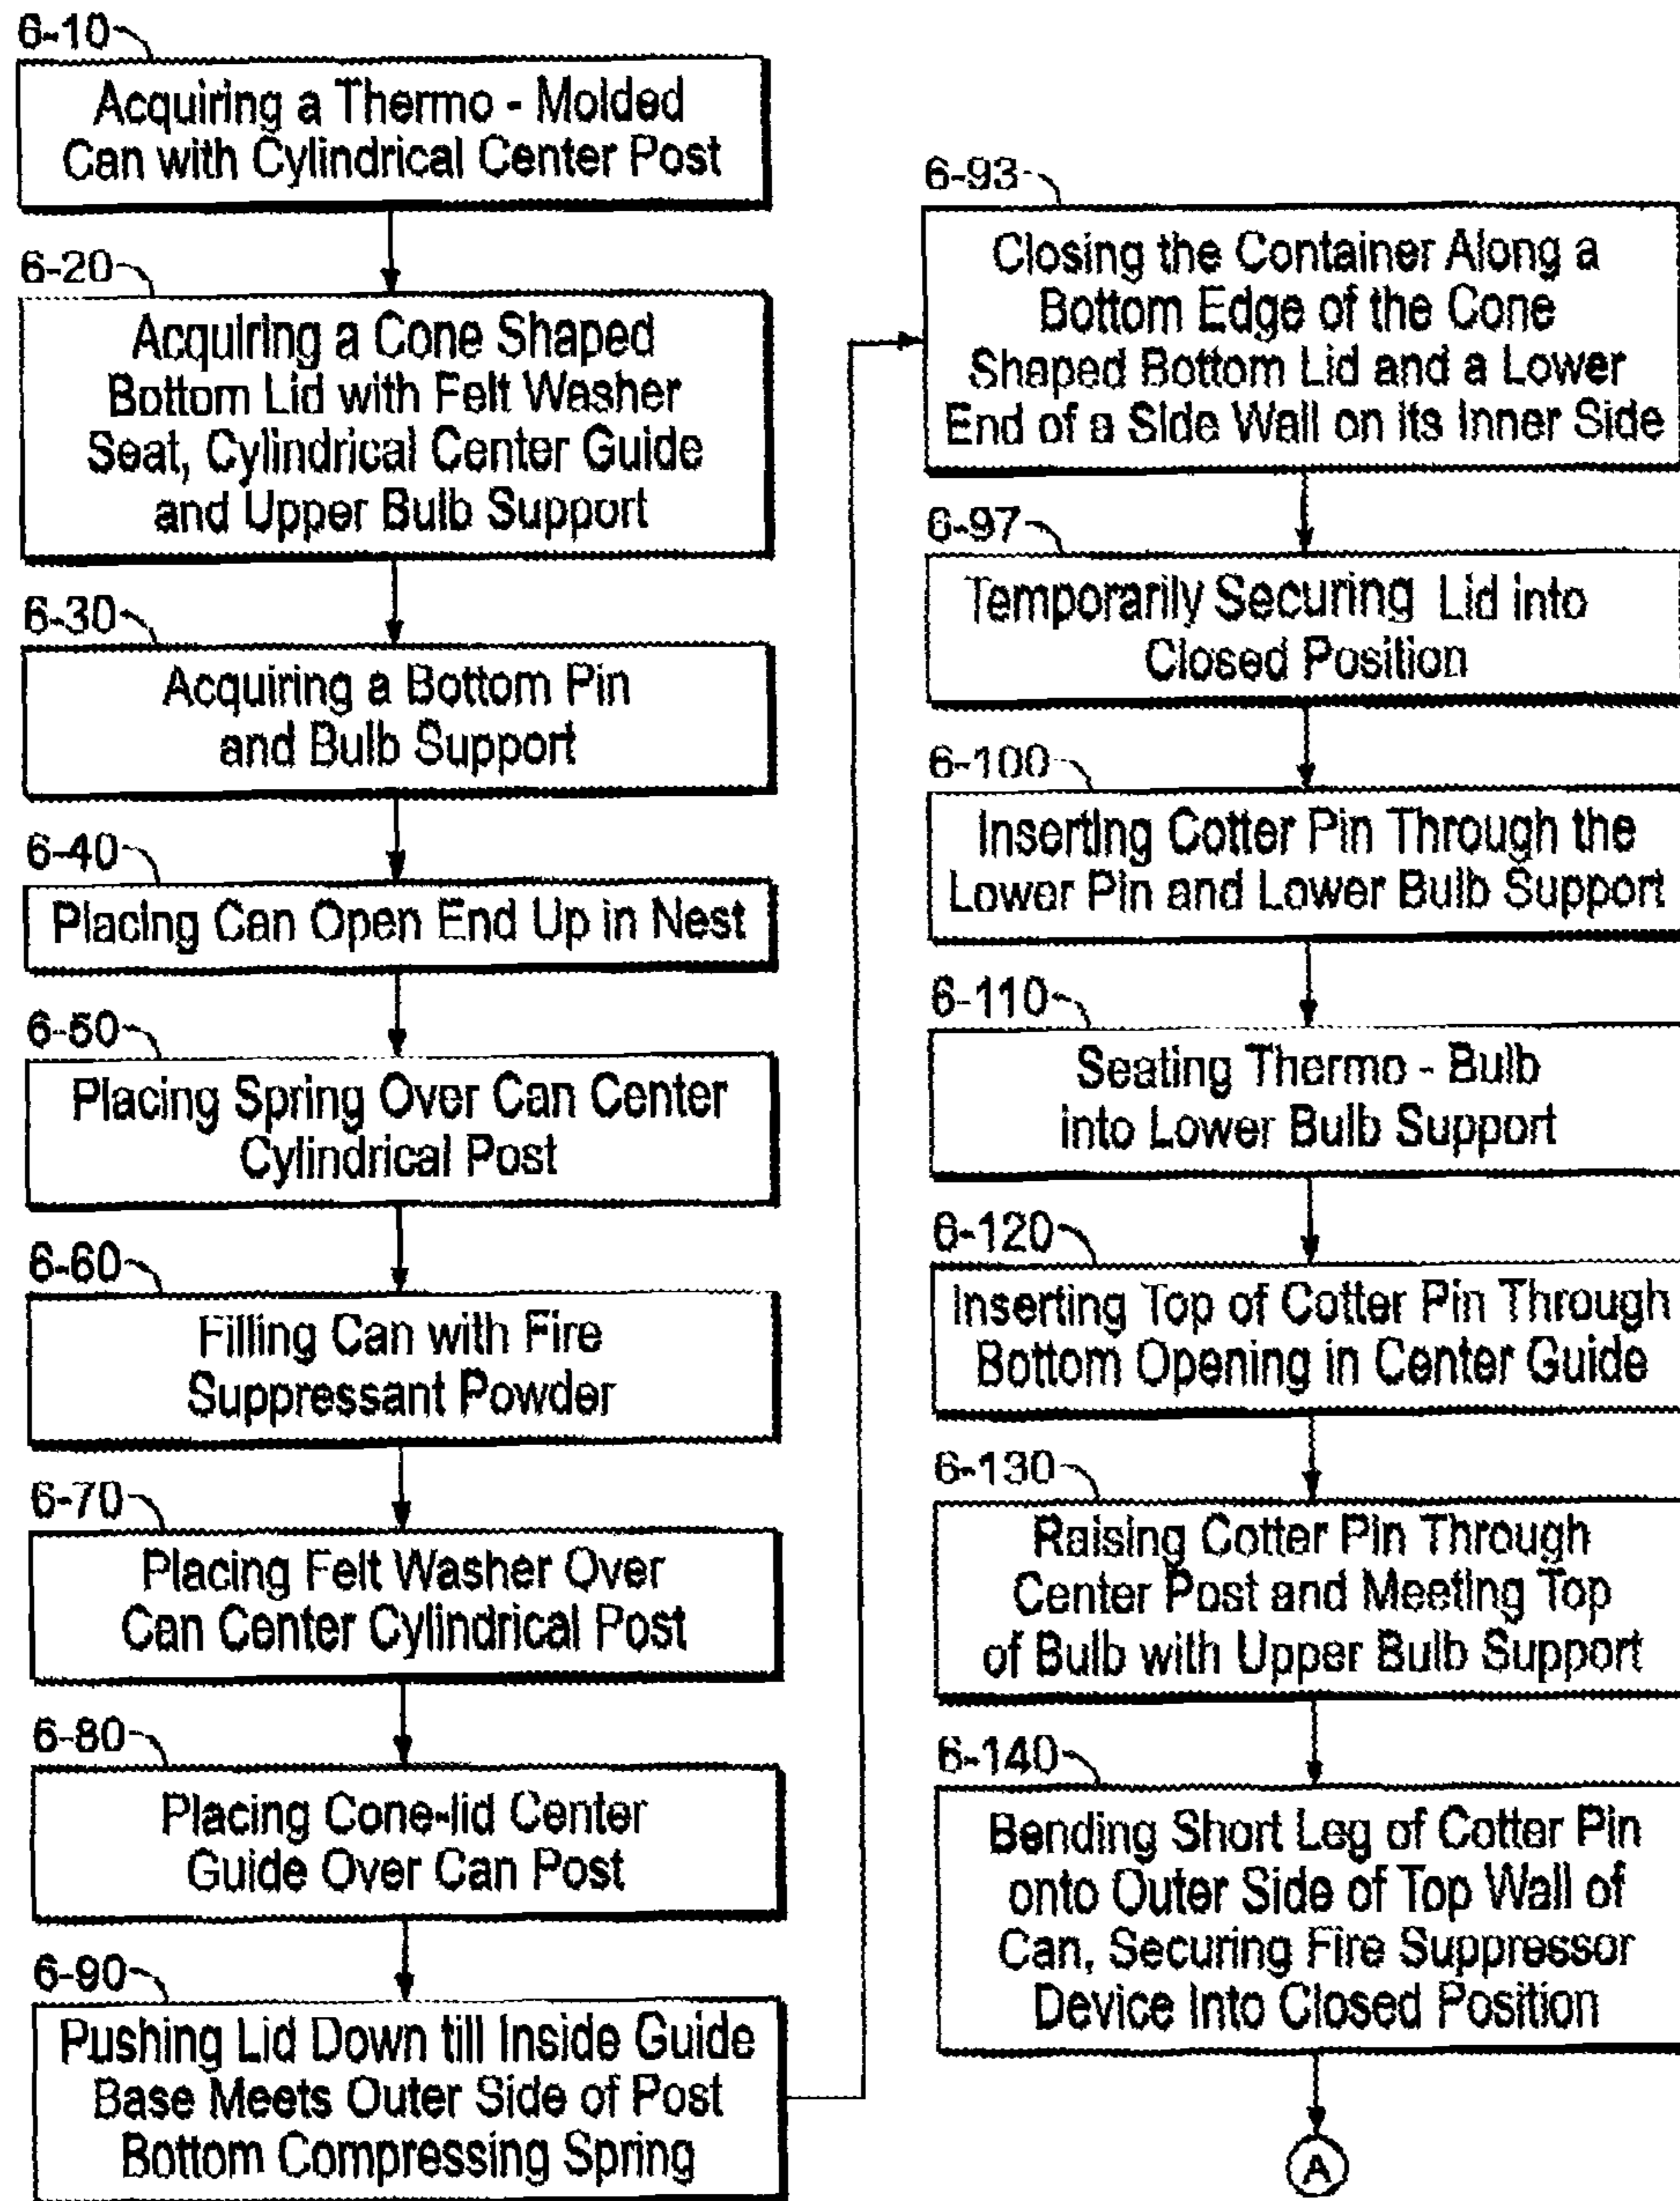 6-10
Acquiring a Thermo - Molded
Can with Cylindrical Center Post
6-20
Acquiring a Cone Shaped
Bottom Lid with Felt Washer
Seat, Cylindrical Center Guide
and Upper Bulb Support
6-30
Acquiring a Bottom Pin
and Bulb Support
6-40
Placing Can Open End Up in Nest
6-50
Placing Spring Over Can Center
Cylindrical Post
6-60
Filling Can with Fire
Suppressant Powder
6-70
Placing Felt Washer Over
Can Center Cylindrical Post
6-80
Placing Cone-lid Center
Guide Over Can Post
6-90
Pushing Lid Down till Inside Guide
Base Meets Outer Side of Post
Bottom Compressing Spring
6-93
Closing the Container Along a
Bottom Edge of the Cone
Shaped Bottom Lid and a Lower
End of a Side Wall on its Inner Side
6-97
Temporarily Securing Lid into
Closed Position
6-100
Inserting Cotter Pin Through the
Lower Pin and Lower Bulb Support
6-110
Seating Thermo - Bulb
into Lower Bulb Support
6-120
Inserting Top of Cotter Pin Through
Bottom Opening in Center Guide
6-130
Raising Cotter Pin Through
Center Post and Meeting Top
of Bulb with Upper Bulb Support
6-140
Bending Short Leg of Cotter Pin
onto Outer Side of Top Wall of
Can, Securing Fire Suppressor
Device Into Closed Position
A